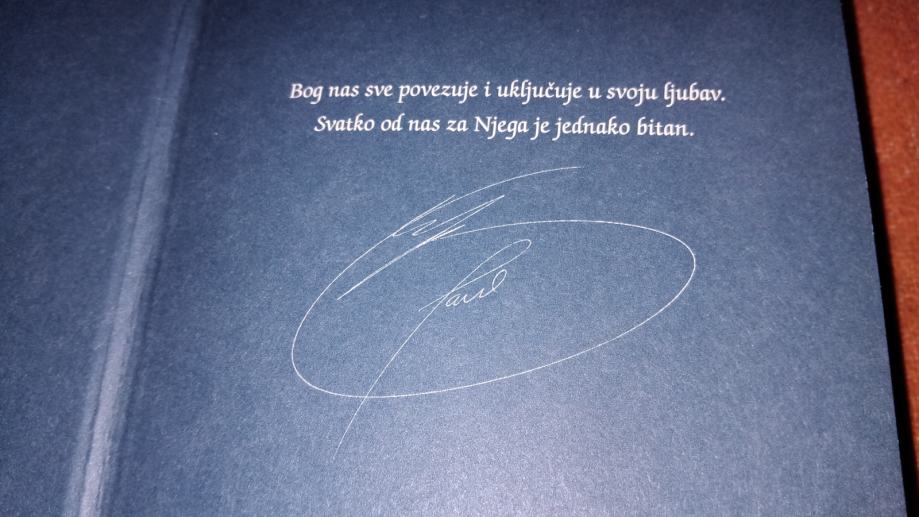 Bog nas sve povezuje i uključuje u svoju ljubav.
Svatko od nas za Njega je jednako bitan.